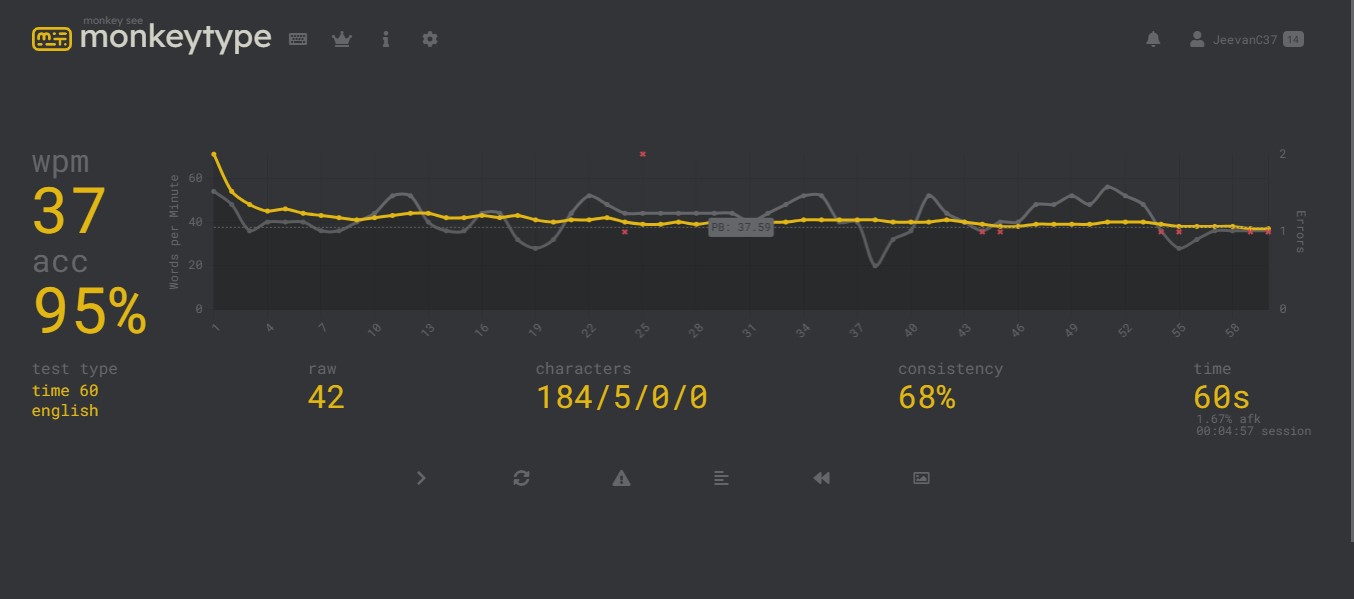 monkey see
monkeytype
JeevanC37 14
wpm
37
acc
95%
Words per Minute
60
40
20
0
PB: 37.59
2
1
0
Errors
1 4 7 10 13 16 19 22 25 28 31 34 37 40 43 46 49 52 55 58
test type
time 60
english
raw
42
characters
184/5/0/0
consistency
68%
time
60s
1.67% afk
00:04:57 session